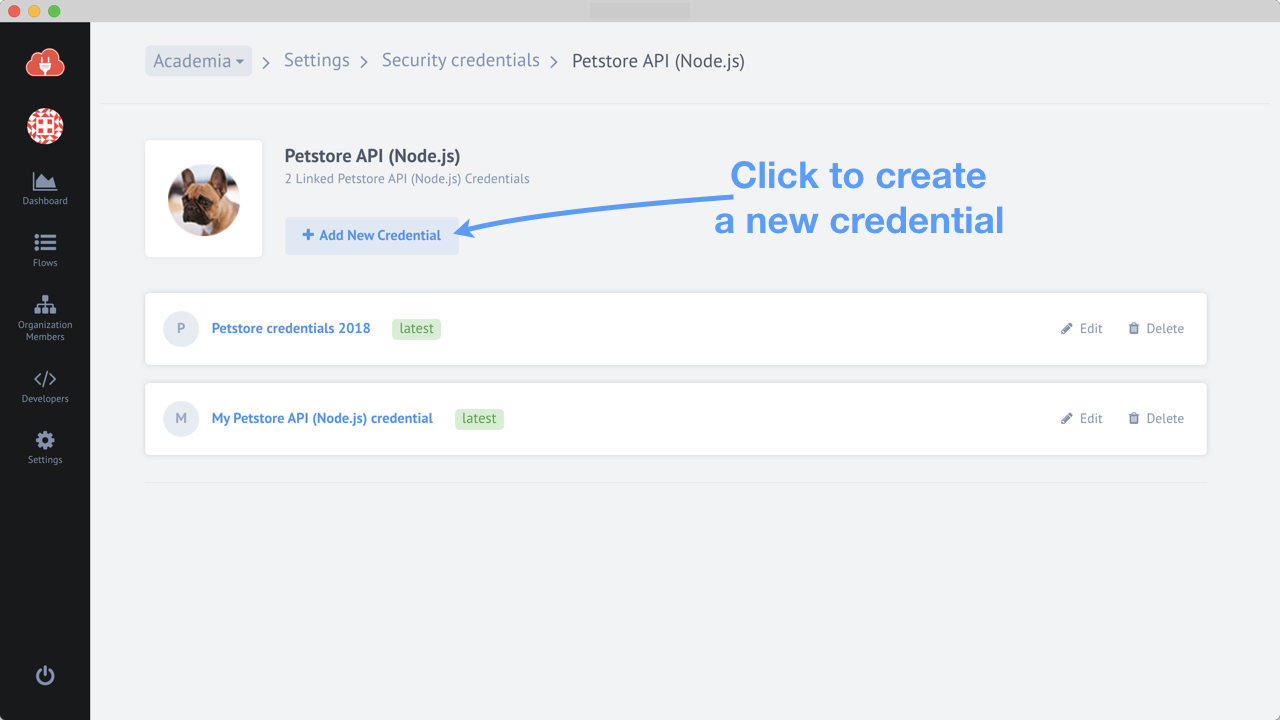 Academia
Settings
Security credentials
Petstore API (Node.js)
Petstore API (Node.js)
2 Linked Petstore API (Node.js) Credentials
Add New Credential
Click to create
a new credential
Dashboard
Flows
Organization
Members
Developers
Settings
P
Petstore credentials 2018
latest
Edit
Delete
M
My Petstore API (Node.js) credential
latest
Edit
Delete